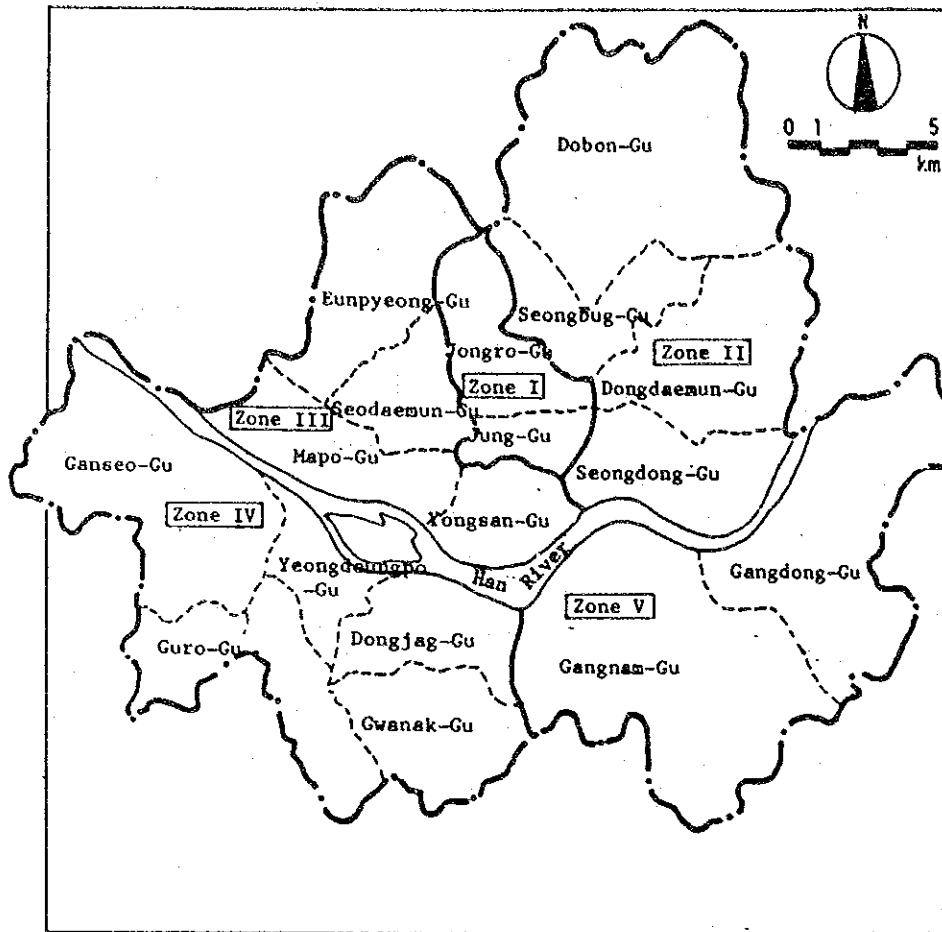 N
0 1 5
km
Dobon-Gu
Eunpyeong-Gu
Seongbug-Gu
Jongro-Gu
Zone II
Zone I
Dongdaemun-Gu
Zone III
Seodaemun-Gu
Jung-Gu
Mapo-Gu
Ganseo-Gu
Seongdong-Gu
Zone IV
Yongsan-Gu
Han River
Yeongdeungpo
-Gu
Gangdong-Gu
Zone V
Guro-Gu
Dongjag-Gu
Gangnam-Gu
Gwanak-Gu